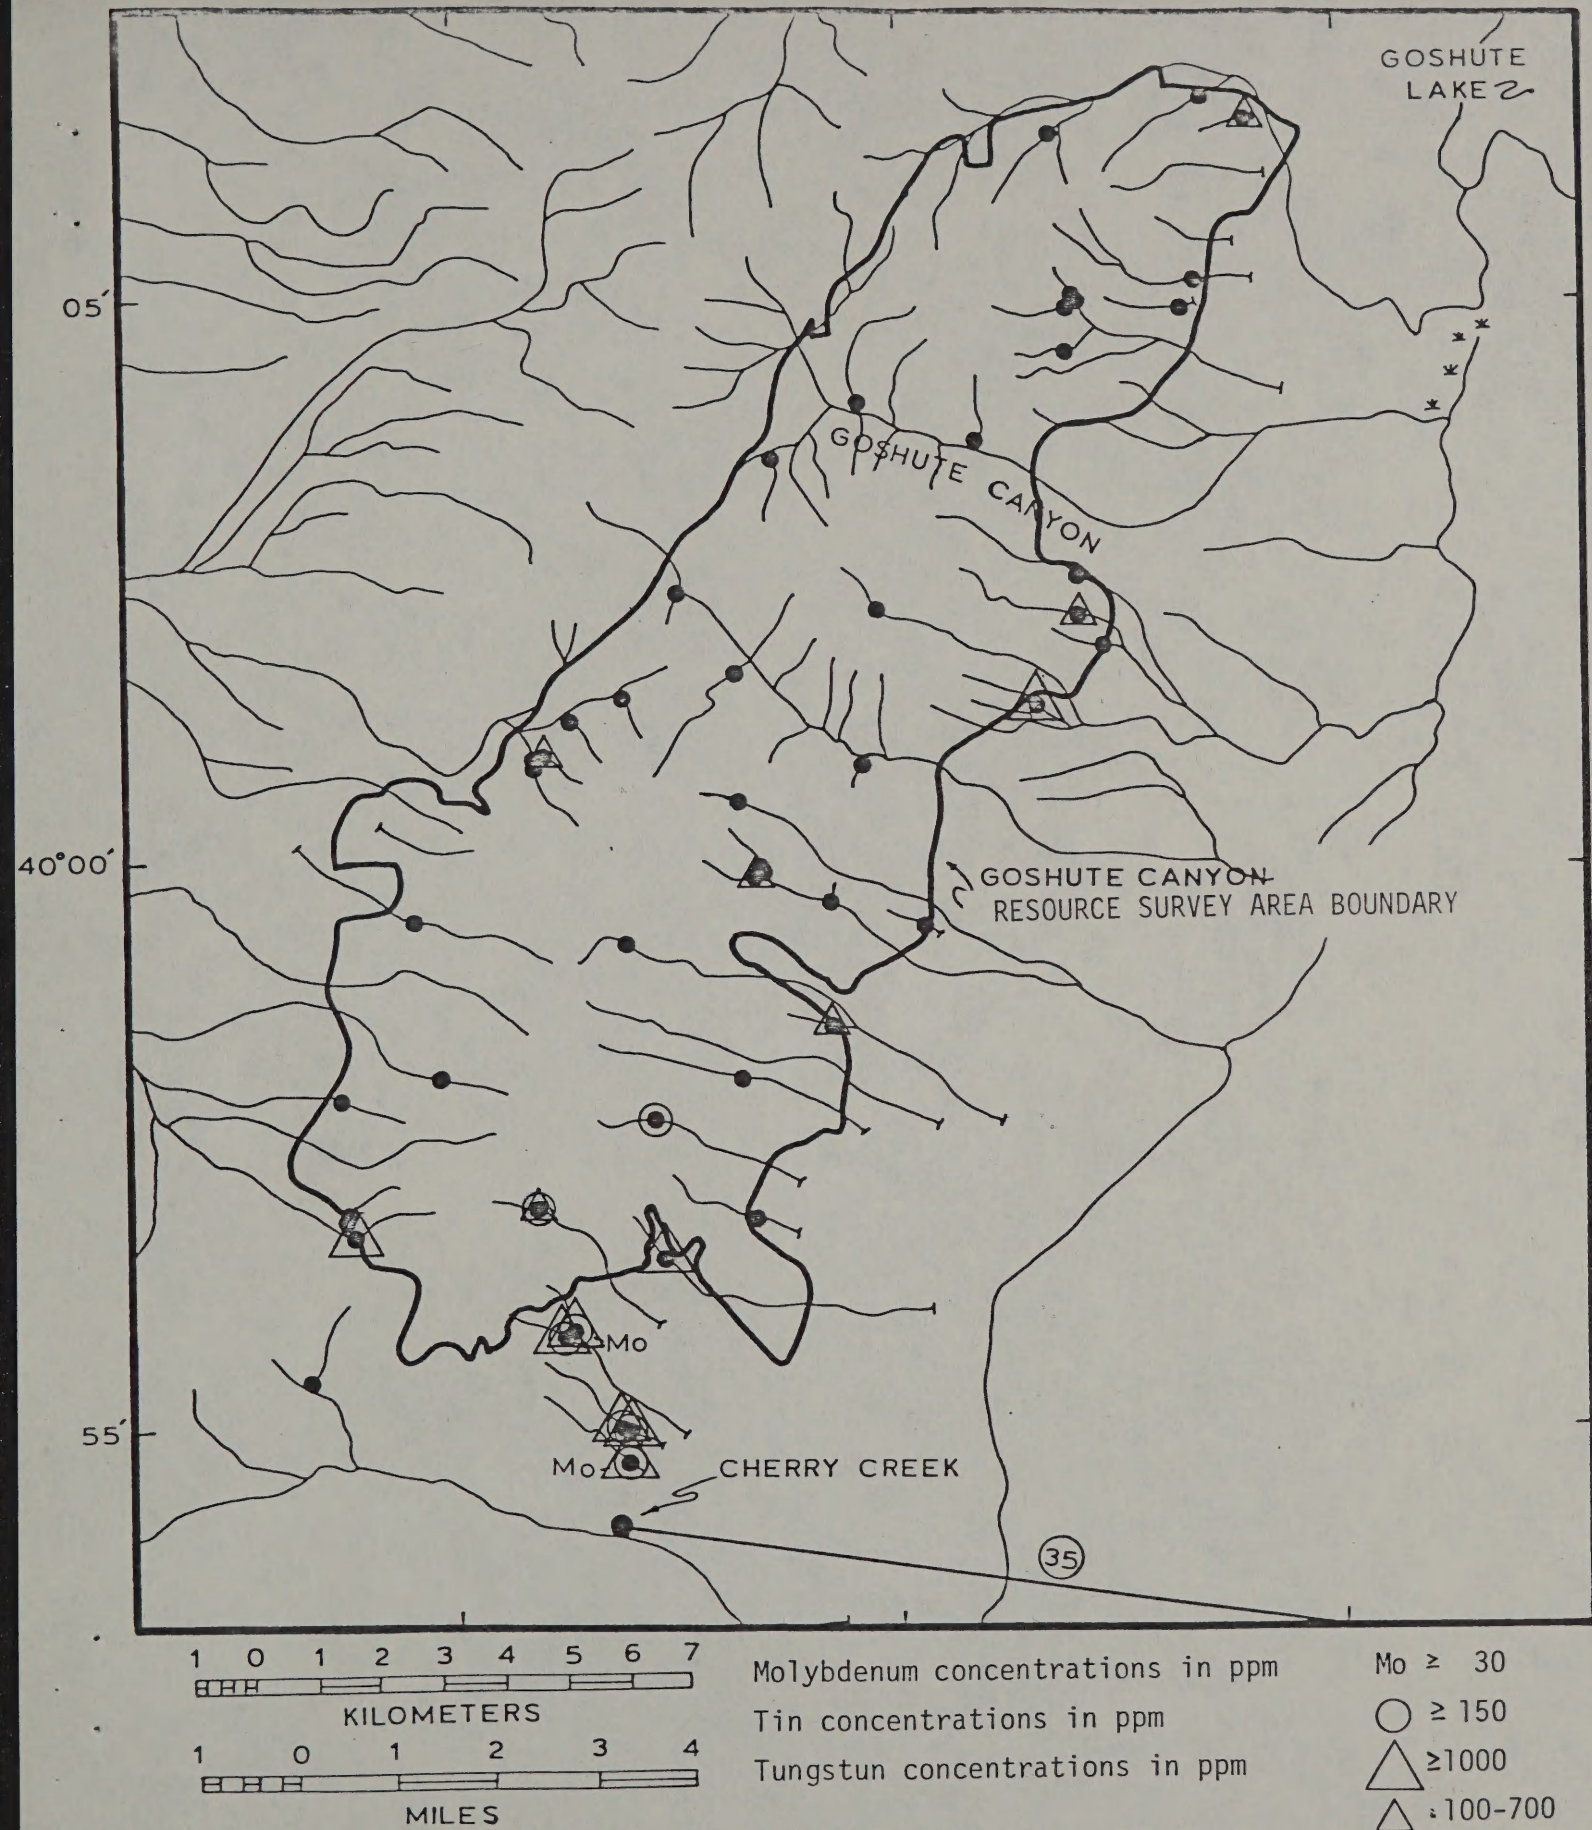 GOSHUTE
LAKE
05′
GOSHUTE CANYON
40°00′
GOSHUTE CANYON
RESOURCE SURVEY AREA BOUNDARY
Mo
55′
Mo
CHERRY CREEK
35
1 0 1 2 3 4 5 6 7
KILOMETERS
1 0 1 2 3 4
MILES
Molybdenum concentrations in ppm Mo ≥ 30
Tin concentrations in ppm ≥ 150
Tungstun concentrations in ppm ≥1000
100-700